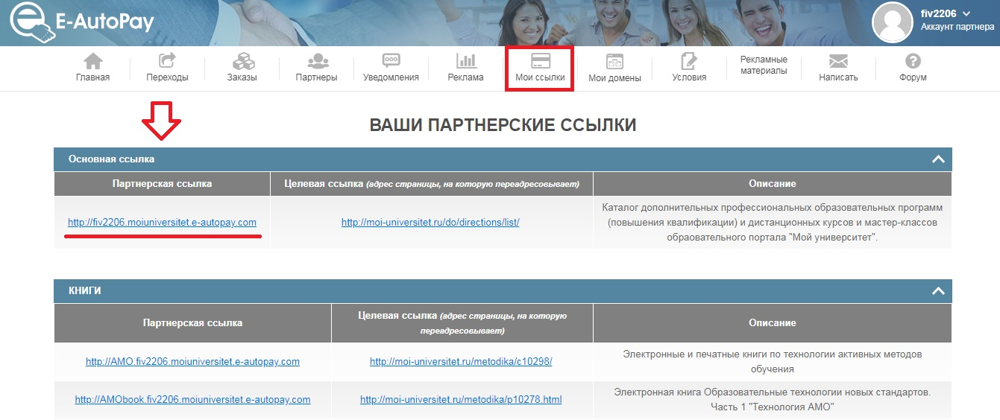 E-AutoPay
fiv2206
Аккаунт партнера
Главная
Переходы
Заказы
Партнеры
Уведомления
Реклама
Мои ссылки
Мои домены
Условия
Рекламные
материалы
Написать
Форум
ВАШИ ПАРТНЕРСКИЕ ССЫЛКИ
Основная ссылка
Партнерская ссылка
Целевая ссылка (адрес страницы, на которую переадресовывает)
Описание
http://fiv2206.moiuniversitet.e-autopay.com
http://moi-universitet.ru/do/directions/list/
Каталог дополнительных профессиональных образовательных программ
(повышения квалификации) и дистанционных курсов и мастер-классов
обраовательного портала "Мой университет".
КНИГИ
Партнерская ссылка
Целевая ссылка (адрес страницы, на которую
переадресовывает)
Описание
http://AMO.fiv2206.moiuniversitet.e-autopay.com
http://moi-universitet.ru/metodika/c10298/
Электронные и печатные книги по технологии активных методов
обучения
http://AMObook.fiv2206.moiuniversitet.e-autopay.com
http://moi-universitet.ru/metodika/p10278.html
Электронная книга Образовательные технологии новых стандартов.
Часть 1 "Технология АМО"